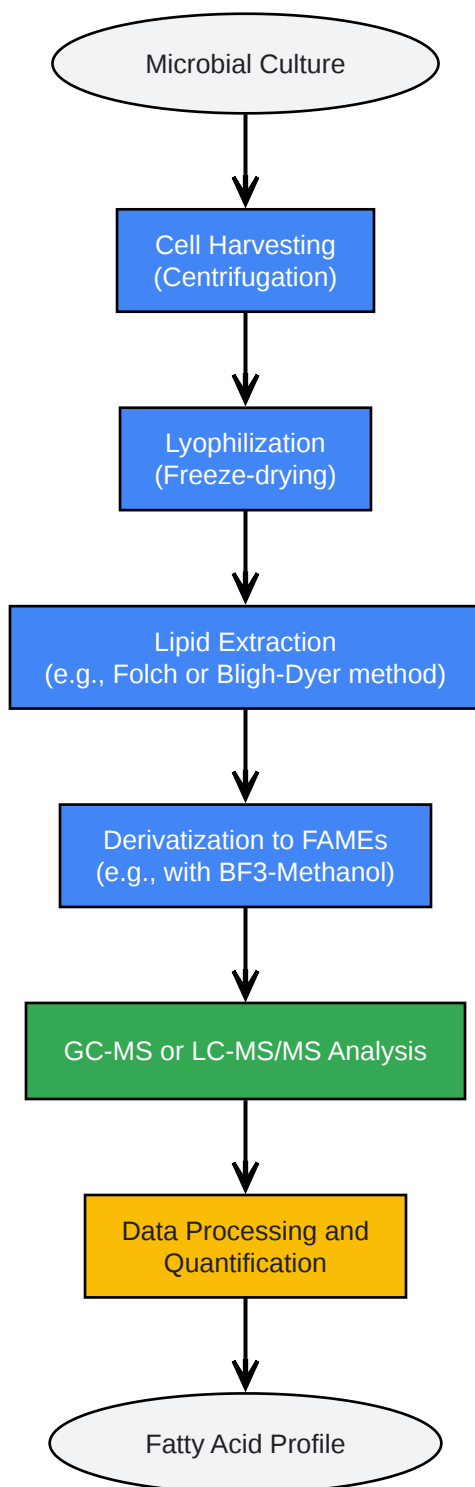 Microbial Culture
Cell Harvesting
(Centrifugation)
Lyophilization
(Freeze-drying)
Lipid Extraction
(e.g., Folch or Bligh-Dyer method)
Derivatization to FAMEs
(e.g., with BF3-Methanol)
GC-MS or LC-MS/MS Analysis
Data Processing and
Quantification
Fatty Acid Profile